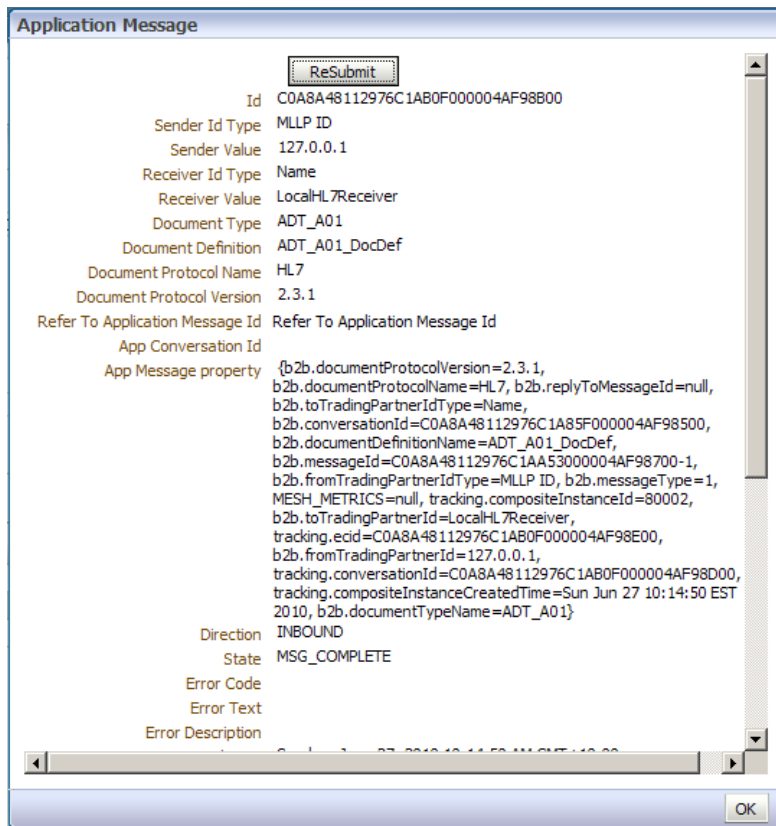 Application Message
ReSubmit
Id C0A8A48112976C1AB0F000004AF98B00
Sender Id Type MLLP ID
Sender Value 127.0.0.1
Receiver Id Type Name
Receiver Value LocalHL7Receiver
Document Type ADT_A01
Document Definition ADT_A01_DocDef
Document Protocol Name HL7
Document Protocol Version 2.3.1
Refer To Application Message Id Refer To Application Message Id
App Conversation Id
App Message property {b2b.documentProtocolVersion=2.3.1,
b2b.documentProtocolName=HL7, b2b.replyToMessageId=null,
b2b.toTradingPartnerIdType=Name,
b2b.conversationId=C0A8A48112976C1A85F000004AF98500,
b2b.documentDefinitionName=ADT_A01_DocDef,
b2b.messageId=C0A8A48112976C1AA53000004AF98700-1,
b2b.fromTradingPartnerIdType=MLLP ID, b2b.messageType=1,
MESH_METRICS=null, tracking.compositeInstanceId=80002,
b2b.toTradingPartnerId=LocalHL7Receiver,
tracking.ecid=C0A8A48112976C1AB0F000004AF98E00,
b2b.fromTradingPartnerId=127.0.0.1,
tracking.conversationId=C0A8A48112976C1AB0F000004AF98D00,
tracking.compositeInstanceCreatedTime=Sun Jun 27 10:14:50 EST
2010, b2b.documentTypeName=ADT_A01}
Direction INBOUND
State MSG_COMPLETE
Error Code
Error Text
Error Description
OK